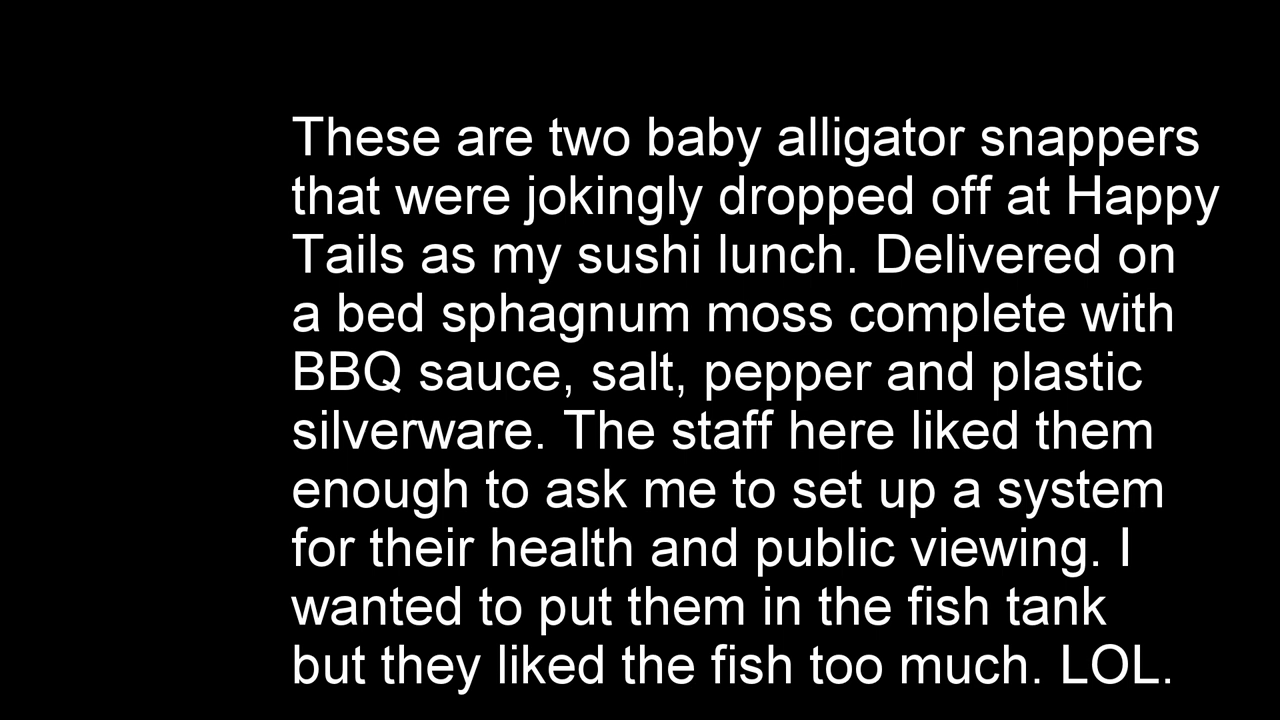 These are two baby alligator snappers
that were jokingly dropped off at Happy
Tails as my sushi lunch. Delivered on
a bed sphagnum moss complete with
BBQ sauce, salt, pepper and plastic
silverware. The staff here liked them
enough to ask me to set up a system
for their health and public viewing. I
wanted to put them in the fish tank
but they liked the fish too much. LOL.